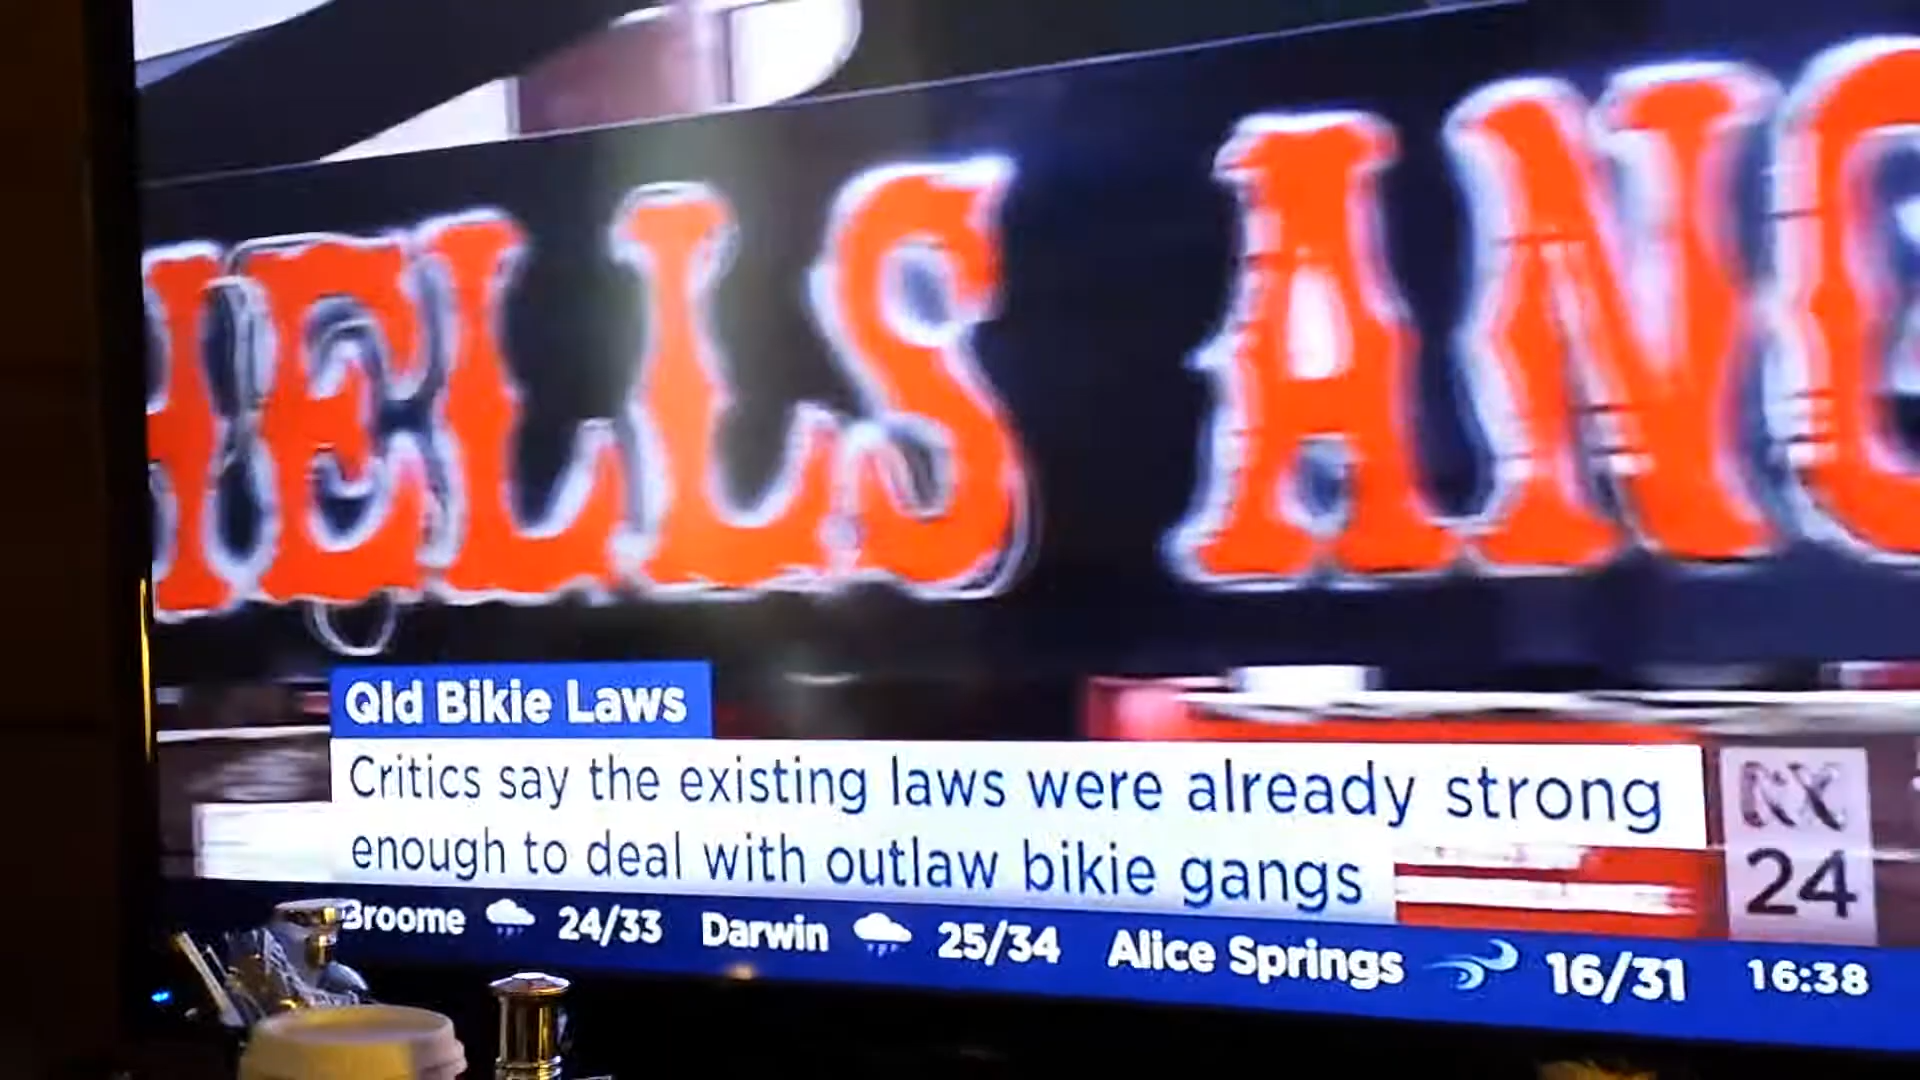 HELLS ANG
Qld Bikie Laws
Critics say the existing laws were already strong
enough to deal with outlaw bikie gangs
24
Broome 24/33 Darwin 25/34 Alice Springs 16/31 16:38